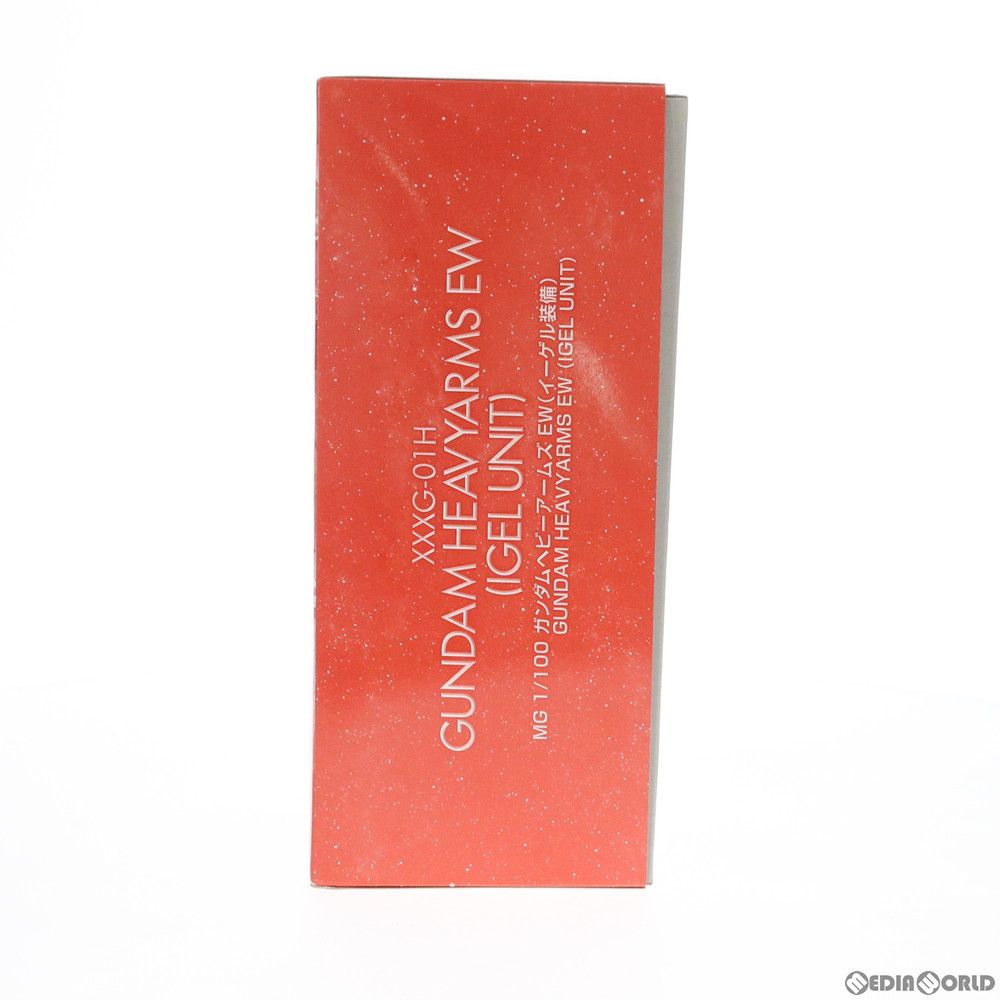 XXXG-01H
GUNDAM HEAVYARMS EW
(IGEL UNIT)
MG 1/100 ガンダムヘビーアームズ EW(イーゲル装備)
GUNDAM HEAVYARMS EW (IGEL UNIT)
MEDIAWORLD